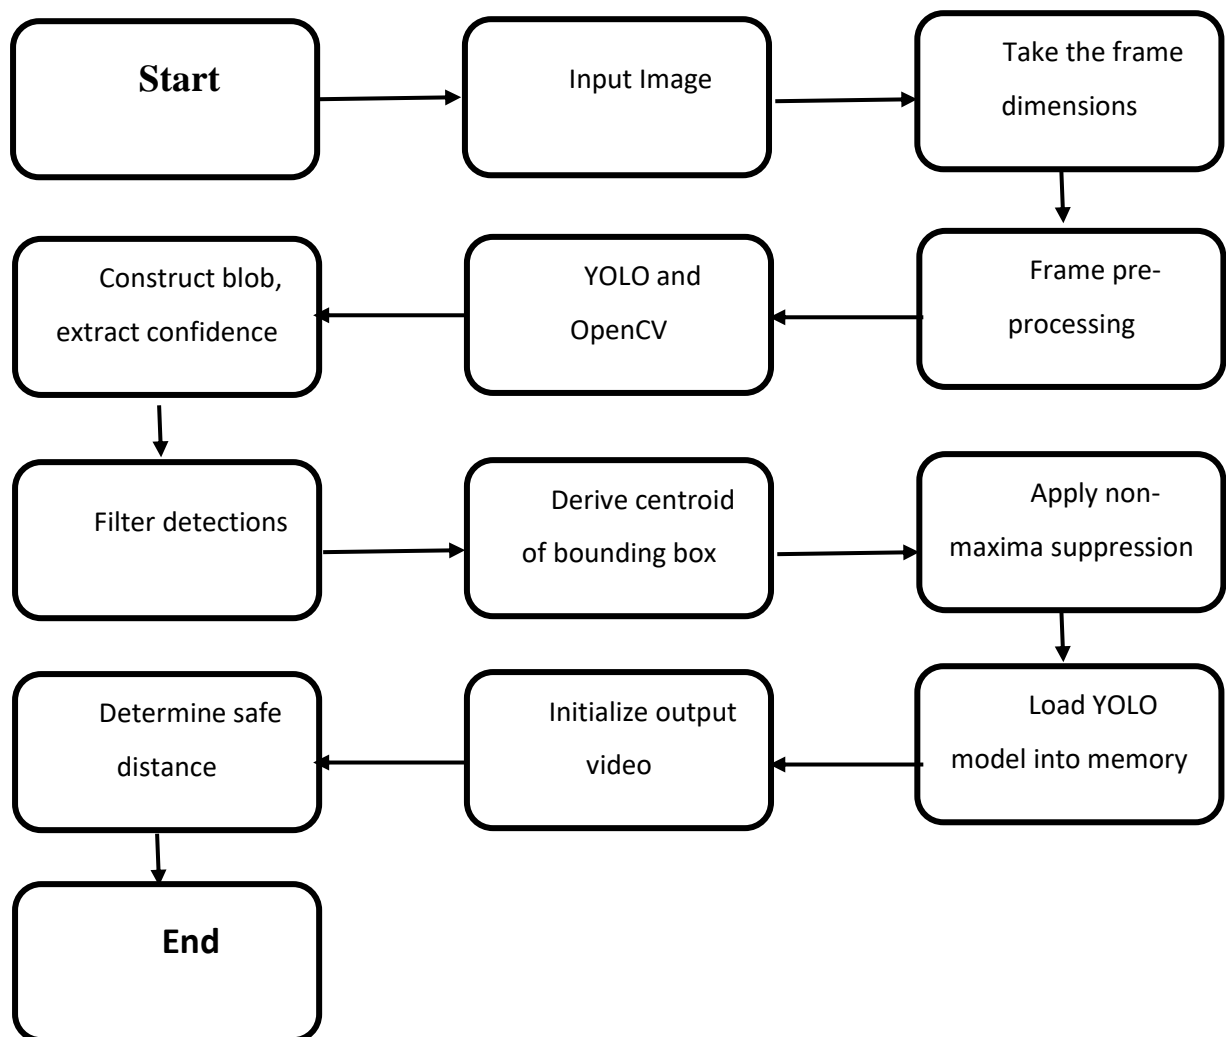 Start
Input Image
Take the frame
dimensions
Frame pre-
processing
YOLO and
OpenCV
Construct blob,
extract confidence
Filter detections
Derive centroid
of bounding box
Apply non-
maxima suppression
Load YOLO
model into memory
Initialize output
video
Determine safe
distance
End